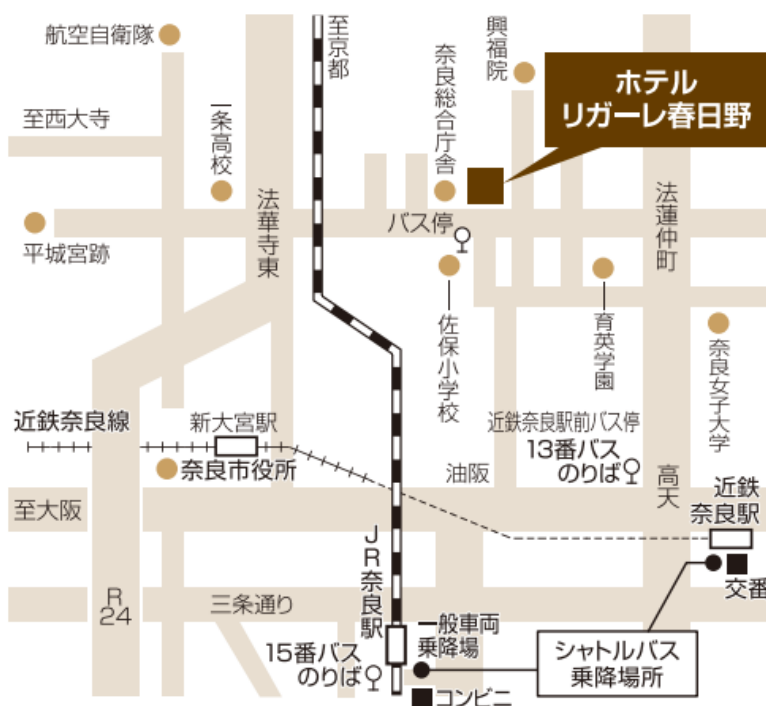 航空自衛隊
至京都
興福院
奈良総合庁舎
ホテル
リガーレ春日野
至西大寺
一条高校
法華寺東
法蓮仲町
バス停
平城宮跡
佐保小学校
育英学園
奈良女子大学
近鉄奈良線
新大宮駅
近鉄奈良駅前バス停
13番バス
のりば
奈良市役所
油阪
高天
近鉄
奈良駅
至大阪
JR奈良駅
交番
R
24
三条通り
一般車両
乗降場
15番バス
のりば
シャトルバス
乗降場所
コンビニ